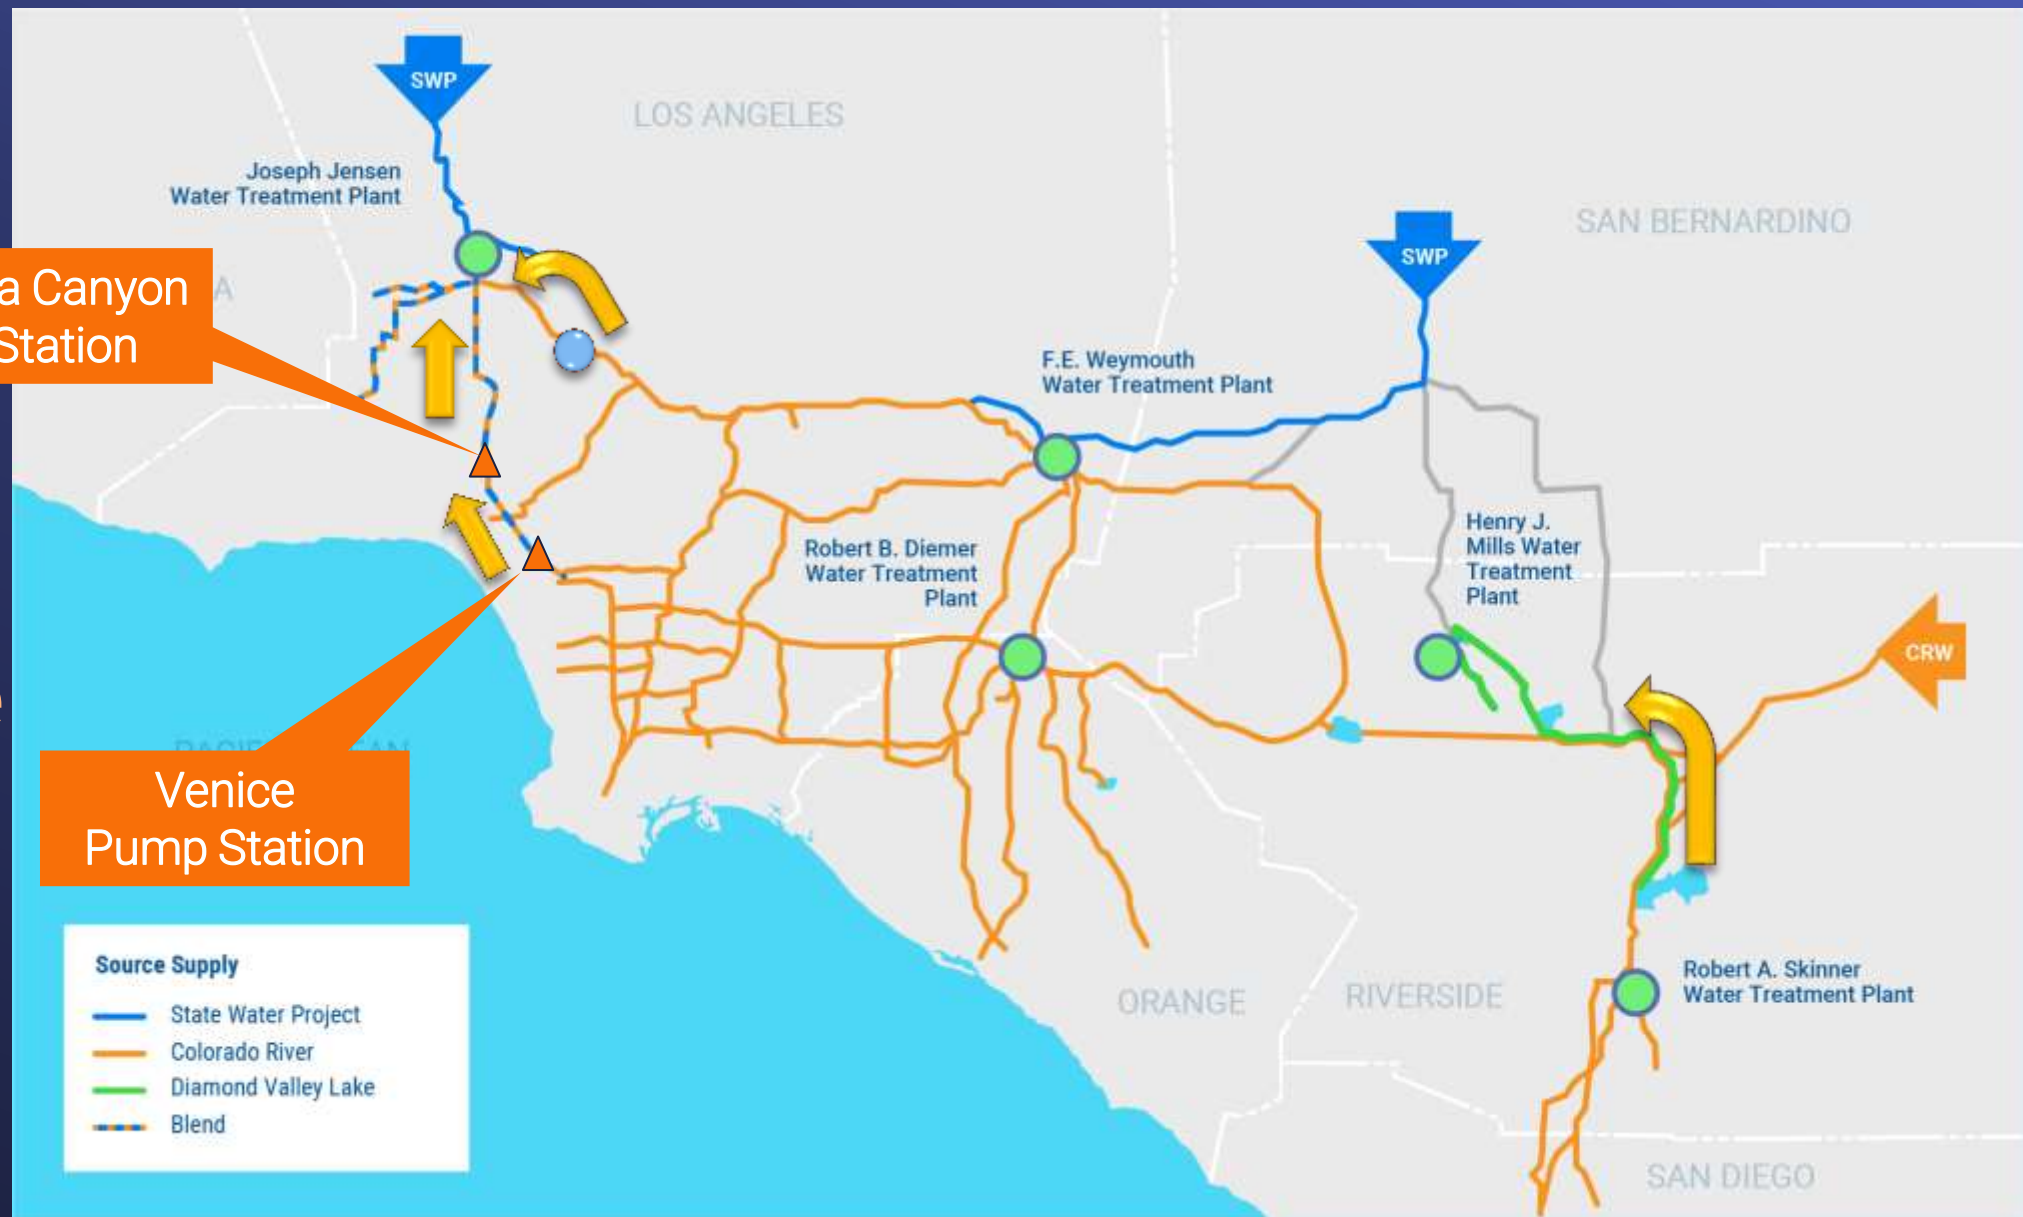 SWP
LOS ANGELES
Joseph Jensen
Water Treatment Plant
SAN BERNARDINO
SWP
a Canyon
Station
A
F.E. Weymouth
Water Treatment Plant
Henry J.
Mills Water
Treatment
Plant
Robert B. Diemer
Water Treatment
Plant
CRW
e
Venice
Pump Station
Source Supply
State Water Project
Colorado River
Diamond Valley Lake
Blend
ORANGE
RIVERSIDE
Robert A. Skinner
Water Treatment Plant
SAN DIEGO